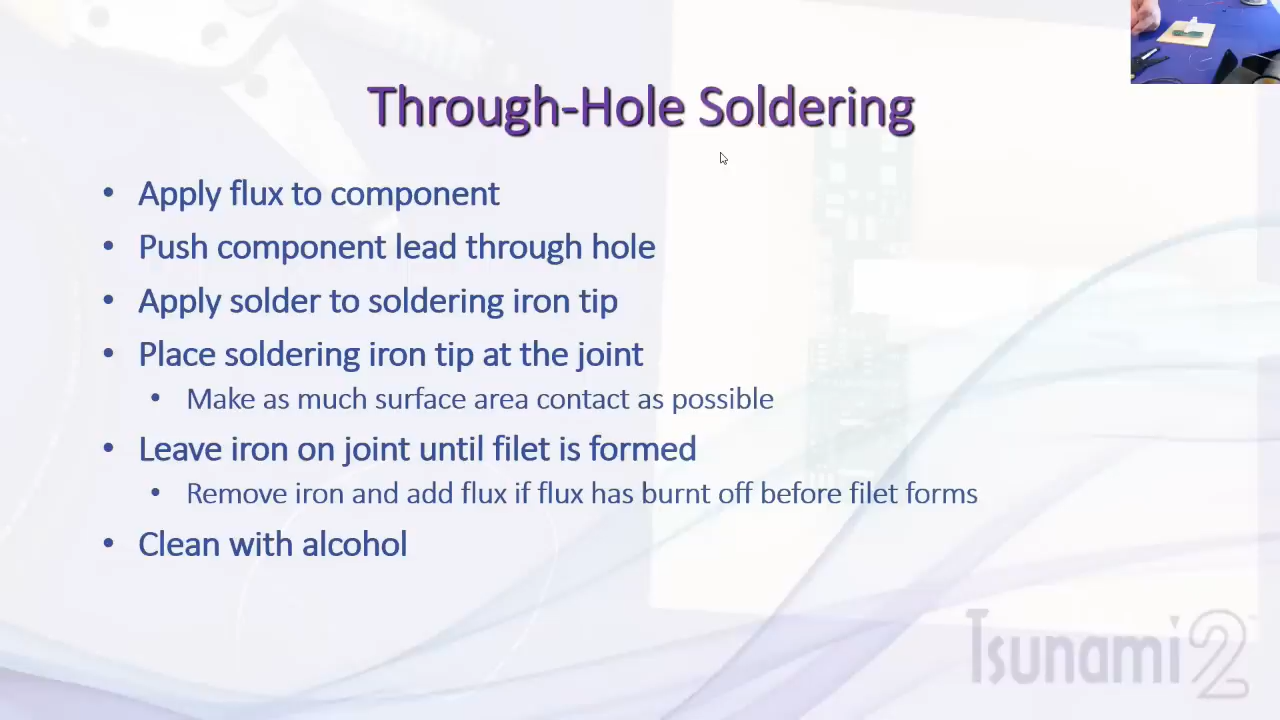 Through-Hole Soldering
• Apply flux to component
• Push component lead through hole
• Apply solder to soldering iron tip
• Place soldering iron tip at the joint
• Make as much surface area contact as possible
• Leave iron on joint until filet is formed
• Remove iron and add flux if flux has burnt off before filet forms
• Clean with alcohol
Tsunami2